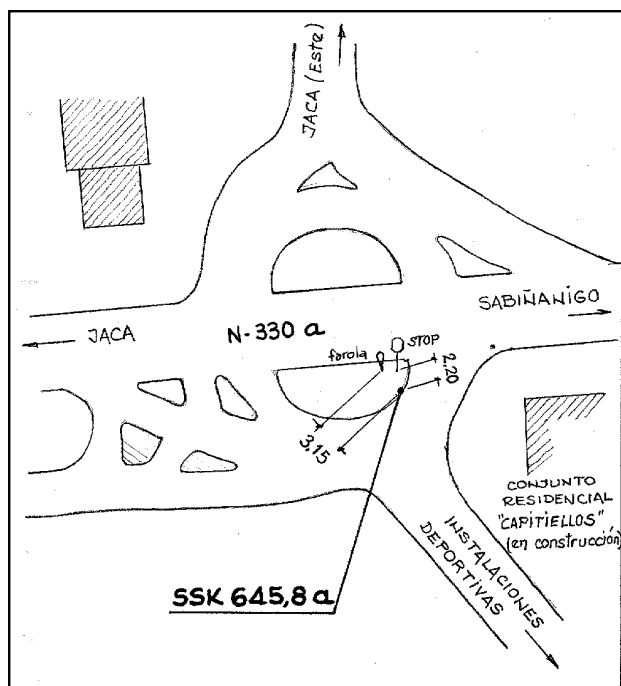 JACA (Este)
SABIÑANIGO
JACA
N-330 a
farola
STOP
2.20
3,15
CONJUNTO
RESIDENCIAL
"CAPITIELLOS"
(en construcción)
INSTALACIONES
DEPORTIVAS
SSK 645,8 a